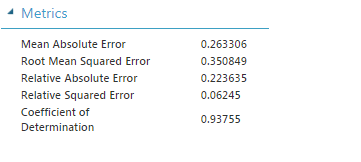 Metrics
Mean Absolute Error 0.263306
Root Mean Squared Error 0.350849
Relative Absolute Error 0.223635
Relative Squared Error 0.06245
Coefficient of
Determination 0.93755